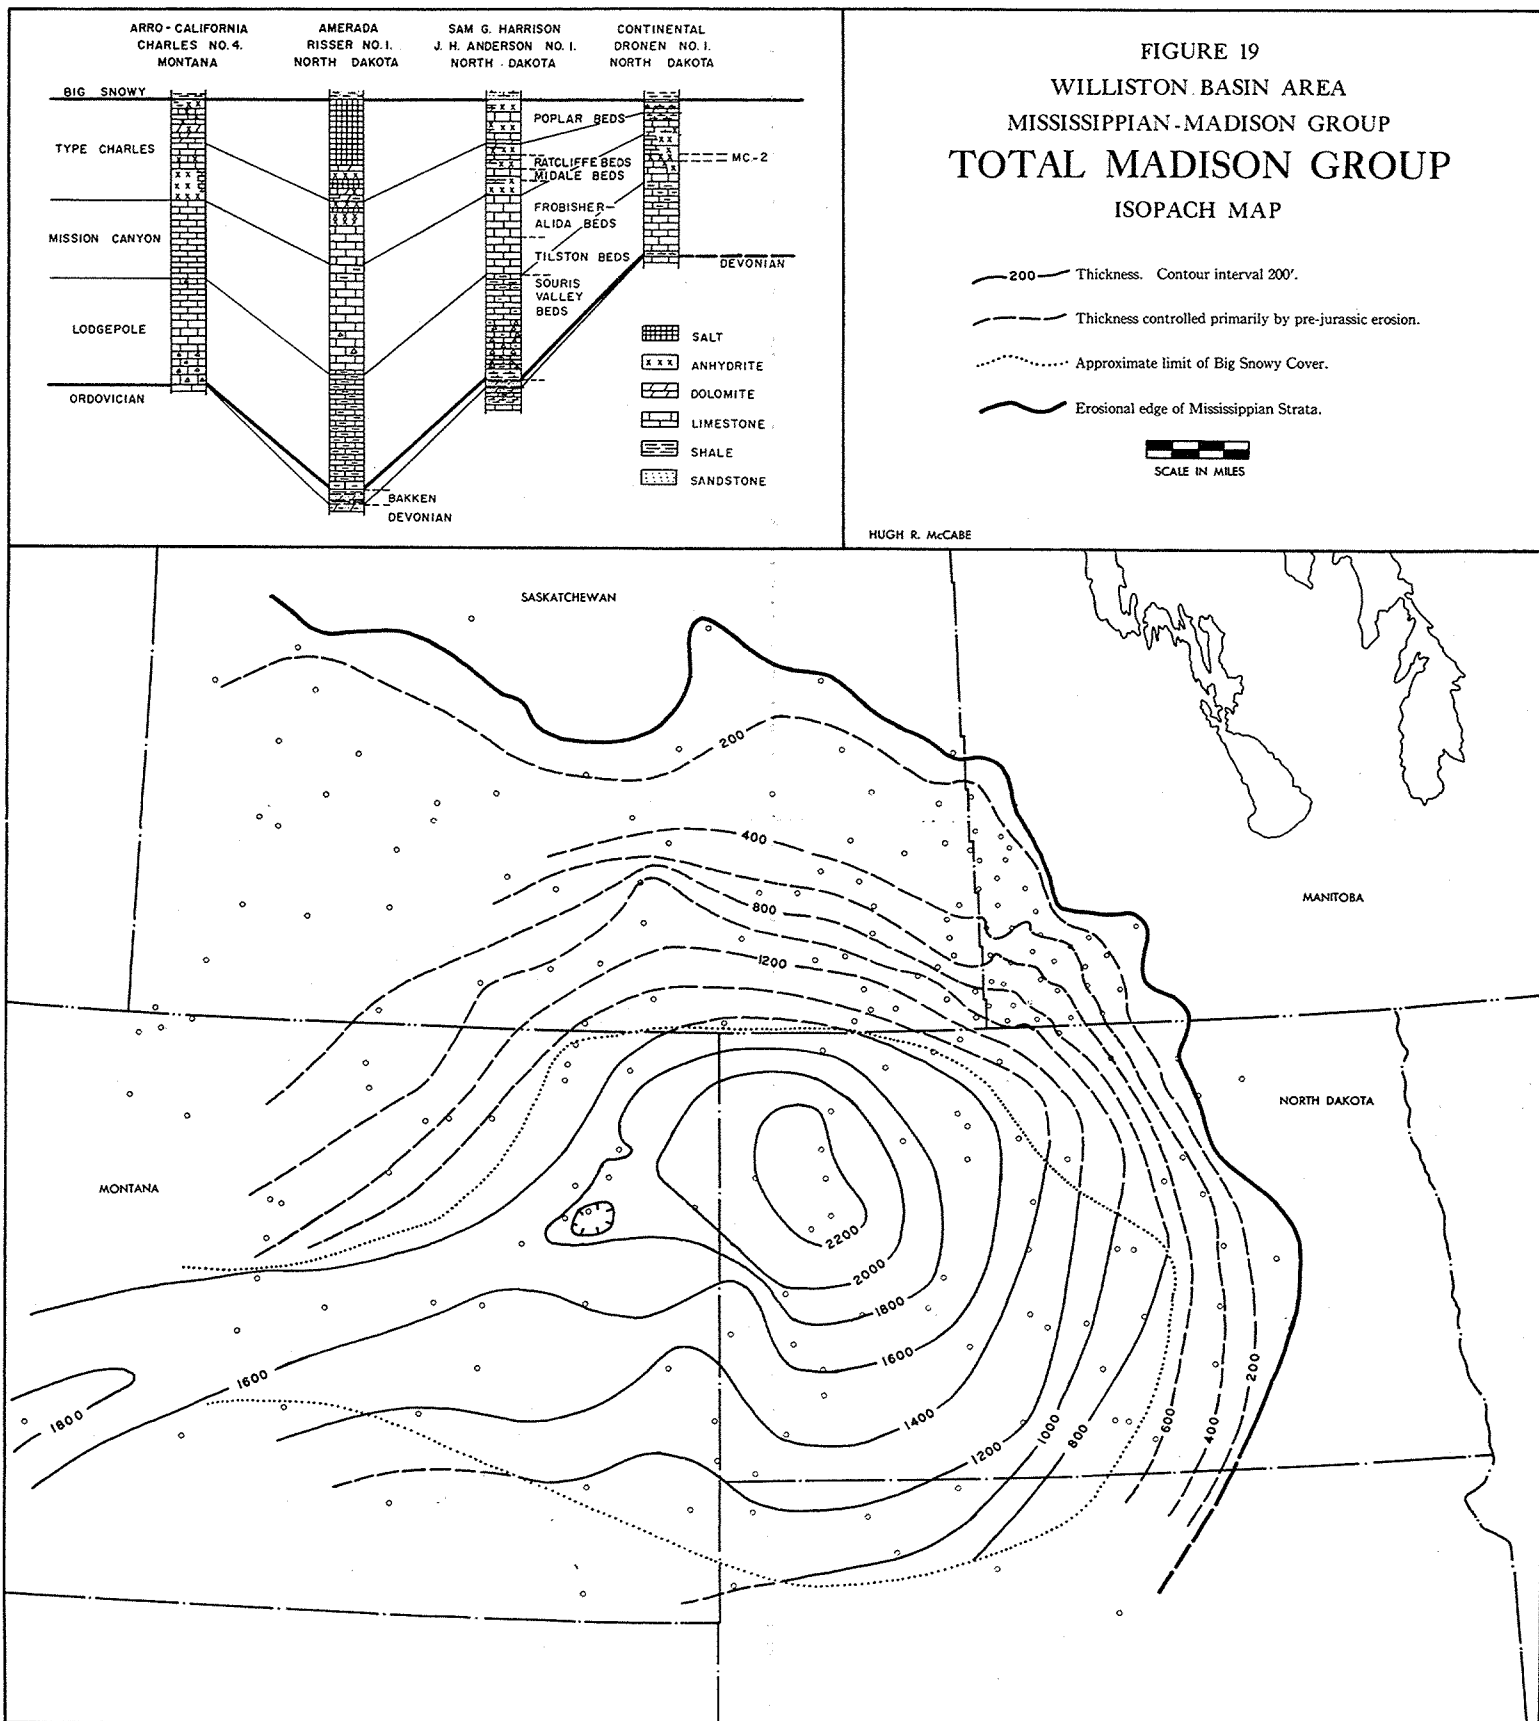 ARRO-CALIFORNIA
CHARLES NO. 4.
MONTANA
AMERADA
RISSER NO. 1.
NORTH DAKOTA
SAM G. HARRISON
J. H. ANDERSON NO. 1.
NORTH DAKOTA
CONTINENTAL
DRONEN NO. 1.
NORTH DAKOTA
BIG SNOWY
TYPE CHARLES
MISSION CANYON
LODGEPOLE
ORDOVICIAN
POPLAR BEDS
RATCLIFFE BEDS
MIDALE BEDS
MC-2
FROBISHER-
ALIDA BEDS
TILSTON BEDS
SOURIS
VALLEY
BEDS
DEVONIAN
BAKKEN
DEVONIAN
SALT
ANHYDRITE
DOLOMITE
LIMESTONE
SHALE
SANDSTONE
FIGURE 19
WILLISTON BASIN AREA
MISSISSIPPIAN-MADISON GROUP
TOTAL MADISON GROUP
ISOPACH MAP
200 Thickness. Contour interval 200'.
Thickness controlled primarily by pre-jurassic erosion.
Approximate limit of Big Snowy Cover.
Erosional edge of Mississippian Strata.
SCALE IN MILES
HUGH R. McCABE
SASKATCHEWAN
MANITOBA
MONTANA
NORTH DAKOTA
200
400
800
1200
2200
2000
1800
1600
1400
1200
1000
800
600
400
200
1600
1800